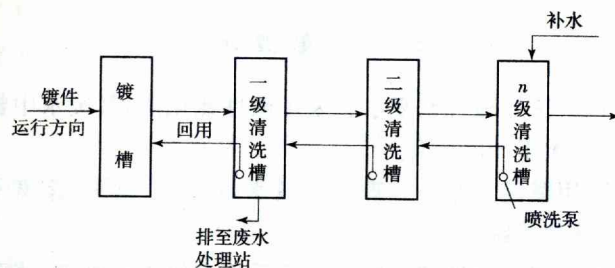 补水
镀件
运行方向
镀槽
回用
一级清洗槽
二级清洗槽
n级清洗槽
喷洗泵
排至废水
处理站